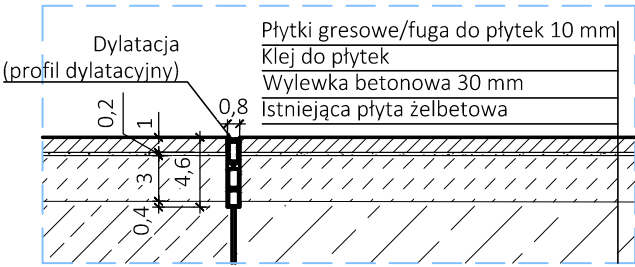 Dylatacja
(profil dylatacyjny)
Płytki gresowe/fuga do płytek 10 mm
Klej do płytek
Wylewka betonowa 30 mm
Istniejąca płyta żelbetowa
0,8
0,2
1
3
4,6
0,4